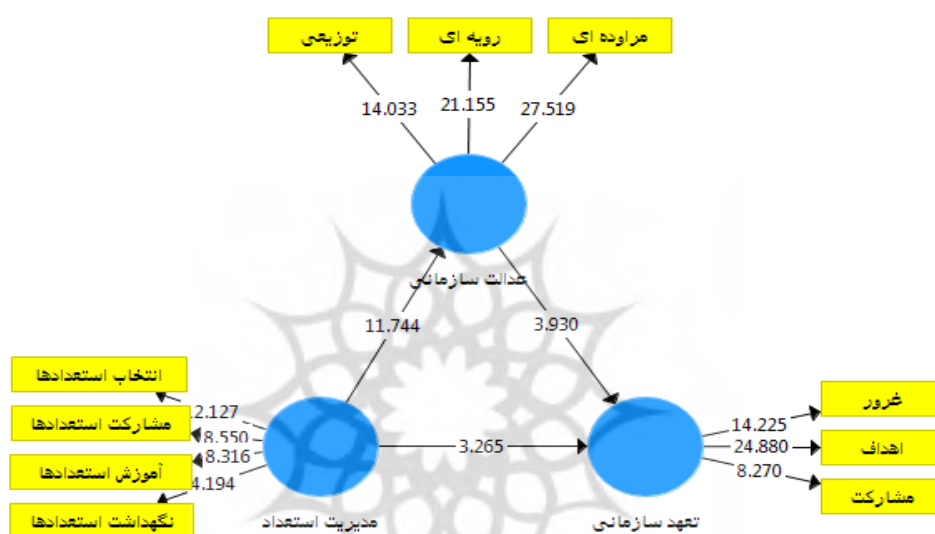 توزیعی
رویه ای
مراوده ای
14.033
21.155
27.519
عدالت سازمانی
11.744
3.930
انتخاب استعدادها
مشارکت استعدادها
آموزش استعدادها
نگهداشت استعدادها
2.127
8.550
8.316
4.194
مدیریت استعداد
3.265
تعهد سازمانی
14.225
24.880
8.270
غرور
اهداف
مشارکت